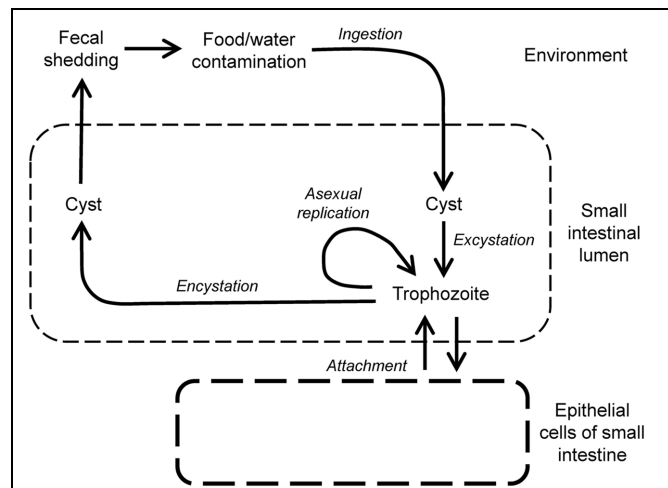 Fecal
shedding
Food/water
contamination
Ingestion
Environment
Cyst
Asexual
replication
Cyst
Excystation
Small
intestinal
lumen
Encystation
Trophozoite
Attachment
Epithelial
cells of small
intestine